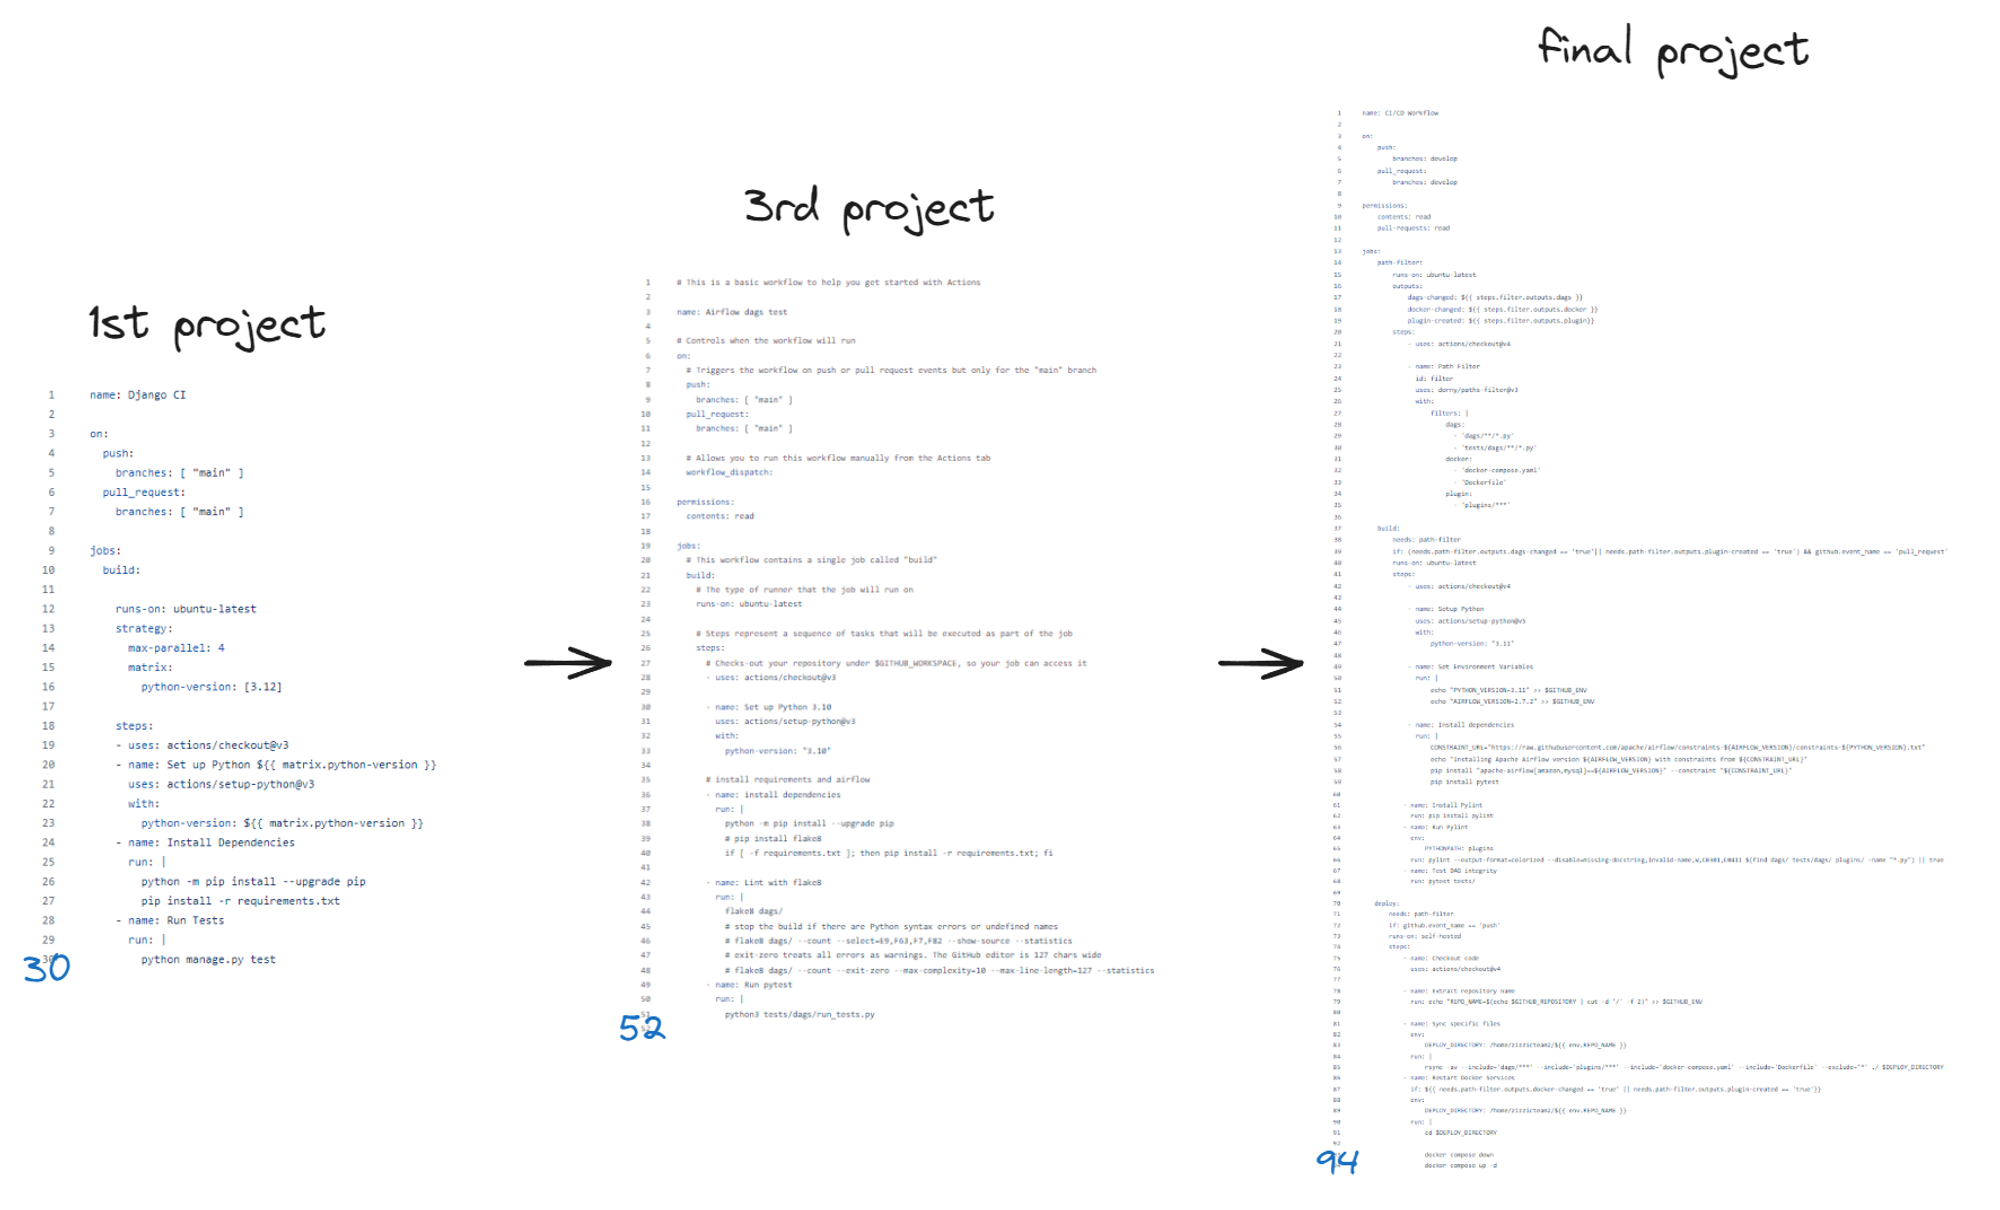 1st project
1 name: Django CI
2
3 on:
4 push:
5 branches: [ "main" ]
6 pull_request:
7 branches: [ "main" ]
8
9 jobs:
10 build:
11
12 runs-on: ubuntu-latest
13 strategy:
14 max-parallel: 4
15 matrix:
16 python-version: [3.12]
17
18 steps:
19 - uses: actions/checkout@v3
20 - name: Set up Python ${{ matrix.python-version }}
21 uses: actions/setup-python@v3
22 with:
23 python-version: ${{ matrix.python-version }}
24 - name: Install Dependencies
25 run: |
26 python -m pip install --upgrade pip
27 pip install -r requirements.txt
28 - name: Run Tests
29 run: |
30 python manage.py test
30
3rd project
1 # This is a basic workflow to help you get started with Actions
2
3 name: Airflow dags test
4
5 # Controls when the workflow will run
6 on:
7 # Triggers the workflow on push or pull request events but only for the "main" branch
8 push:
9 branches: [ "main" ]
10 pull_request:
11 branches: [ "main" ]
12
13 # Allows you to run this workflow manually from the Actions tab
14 workflow_dispatch:
15
16 permissions:
17 contents: read
18
19 jobs:
20 # This workflow contains a single job called "build"
21 build:
22 # The type of runner that the job will run on
23 runs-on: ubuntu-latest
24
25 # Steps represent a sequence of tasks that will be executed as part of the job
26 steps:
27 # Checks-out your repository under $GITHUB_WORKSPACE, so your job can access it
28 - uses: actions/checkout@v3
29
30 - name: Set up Python 3.10
31 uses: actions/setup-python@v3
32 with:
33 python-version: "3.10"
34
35 # install requirements and airflow
36 - name: install dependencies
37 run: |
38 python -m pip install --upgrade pip
39 # pip install flake8
40 if [ -f requirements.txt ]; then pip install -r requirements.txt; fi
41
42 - name: Lint with flake8
43 run: |
44 flake8 dags/
45 # stop the build if there are Python syntax errors or undefined names
46 # flake8 dags/ --count --select=E9,F63,F7,F82 --show-source --statistics
47 # exit-zero treats all errors as warnings. The GitHub editor is 127 chars wide
48 # flake8 dags/ --count --exit-zero --max-complexity=10 --max-line-length=127 --statistics
49 - name: Run pytest
50 run: |
51 python3 tests/dags/run_tests.py
52
52
final project
1 name: CI/CD Workflow
2
3 on:
4 push:
5 branches: develop
6 pull_request:
7 branches: develop
8
9 permissions:
10 contents: read
11 pull-requests: read
12
13 jobs:
14 path-filter:
15 runs-on: ubuntu-latest
16 outputs:
17 dags-changed: ${{ steps.filter.outputs.dags }}
18 docker-changed: ${{ steps.filter.outputs.docker }}
19 plugin-created: ${{ steps.filter.outputs.plugin}}
20 steps:
21 - uses: actions/checkout@v4
22
23 - name: Path Filter
24 id: filter
25 uses: dorny/paths-filter@v3
26 with:
27 filters: |
28 dags:
29 - 'dags/**/*.py'
30 - 'tests/dags/**/*.py'
31 docker:
32 - 'docker-compose.yaml'
33 - 'Dockerfile'
34 plugin:
35 - 'plugins/***'
36
37 build:
38 needs: path-filter
39 if: (needs.path-filter.outputs.dags-changed == 'true'|| needs.path-filter.outputs.plugin-created == 'true') && github.event_name == 'pull_request'
40 runs-on: ubuntu-latest
41 steps:
42 - uses: actions/checkout@v4
43
44 - name: Setup Python
45 uses: actions/setup-python@v5
46 with:
47 python-version: "3.11"
48
49 - name: Set Environment Variables
50 run: |
51 echo "PYTHON_VERSION=3.11" >> $GITHUB_ENV
52 echo "AIRFLOW_VERSION=2.7.2" >> $GITHUB_ENV
53
54 - name: Install dependencies
55 run: |
56 CONSTRAINT_URL="https://raw.githubusercontent.com/apache/airflow/constraints-${AIRFLOW_VERSION}/constraints-${PYTHON_VERSION}.txt"
57 echo "Installing Apache Airflow version ${AIRFLOW_VERSION} with constraints from ${CONSTRAINT_URL}"
58 pip install "apache-airflow[amazon,mysql]==${AIRFLOW_VERSION}" --constraint "${CONSTRAINT_URL}"
59 pip install pytest
60
61 - name: Install Pylint
62 run: pip install pylint
63 - name: Run Pylint
64 env:
65 PYTHONPATH: plugins
66 run: pylint --output-format=colorized --disable=missing-docstring,invalid-name,W,C0301,C0411 $(find dags/ tests/dags/ plugins/ -name "*.py") || true
67 - name: Test DAG integrity
68 run: pytest tests/
69
70 deploy:
71 needs: path-filter
72 if: github.event_name == 'push'
73 runs-on: self-hosted
74 steps:
75 - name: Checkout code
76 uses: actions/checkout@v4
77
78 - name: Extract repository name
79 run: echo "REPO_NAME=$(echo $GITHUB_REPOSITORY | cut -d '/' -f 2)" >> $GITHUB_ENV
80
81 - name: Sync specific files
82 env:
83 DEPLOY_DIRECTORY: /home/zizzicteam2/${{ env.REPO_NAME }}
84 run: |
85 rsync -av --include='dags/***' --include='plugins/***' --include='docker-compose.yaml' --include='Dockerfile' --exclude='*' ./ $DEPLOY_DIRECTORY
86 - name: Restart Docker Services
87 if: ${{ needs.path-filter.outputs.docker-changed == 'true' || needs.path-filter.outputs.plugin-created == 'true'}}
88 env:
89 DEPLOY_DIRECTORY: /home/zizzicteam2/${{ env.REPO_NAME }}
90 run: |
91 cd $DEPLOY_DIRECTORY
92
93 docker compose down
94 docker compose up -d
94